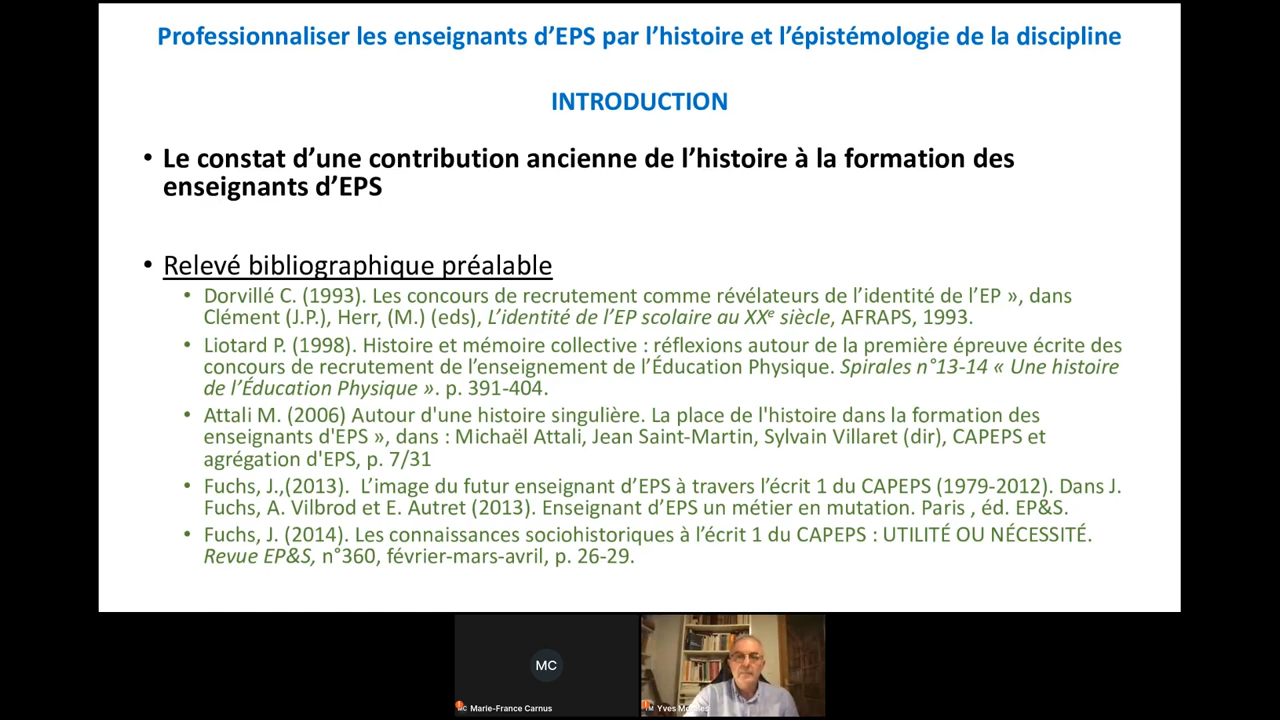 Professionnaliser les enseignants d’EPS par l’histoire et l’épistémologie de la discipline
INTRODUCTION
• Le constat d’une contribution ancienne de l’histoire à la formation des
enseignants d’EPS
• Relevé bibliographique préalable
• Dorvillé C. (1993). Les concours de recrutement comme révélateurs de l’identité de l’EP », dans
Clément (J.P.), Herr, (M.) (eds), L’identité de l’EP scolaire au XXe siècle, AFRAPS, 1993.
• Liotard P. (1998). Histoire et mémoire collective : réflexions autour de la première épreuve écrite des
concours de recrutement de l’enseignement de l’Éducation Physique. Spirales n°13-14 « Une histoire
de l’Éducation Physique ». p. 391-404.
• Attali M. (2006) Autour d'une histoire singulière. La place de l'histoire dans la formation des
enseignants d'EPS », dans : Michaël Attali, Jean Saint-Martin, Sylvain Villaret (dir), CAPEPS et
agrégation d'EPS, p. 7/31
• Fuchs, J.,(2013). L’image du futur enseignant d’EPS à travers l’écrit 1 du CAPEPS (1979-2012). Dans J.
Fuchs, A. Vilbrod et E. Autret (2013). Enseignant d’EPS un métier en mutation. Paris , éd. EP&S.
• Fuchs, J. (2014). Les connaissances sociohistoriques à l’écrit 1 du CAPEPS : UTILITÉ OU NÉCESSITÉ.
Revue EP&S, n°360, février-mars-avril, p. 26-29.
MC
Marie-France Carnus
Yves